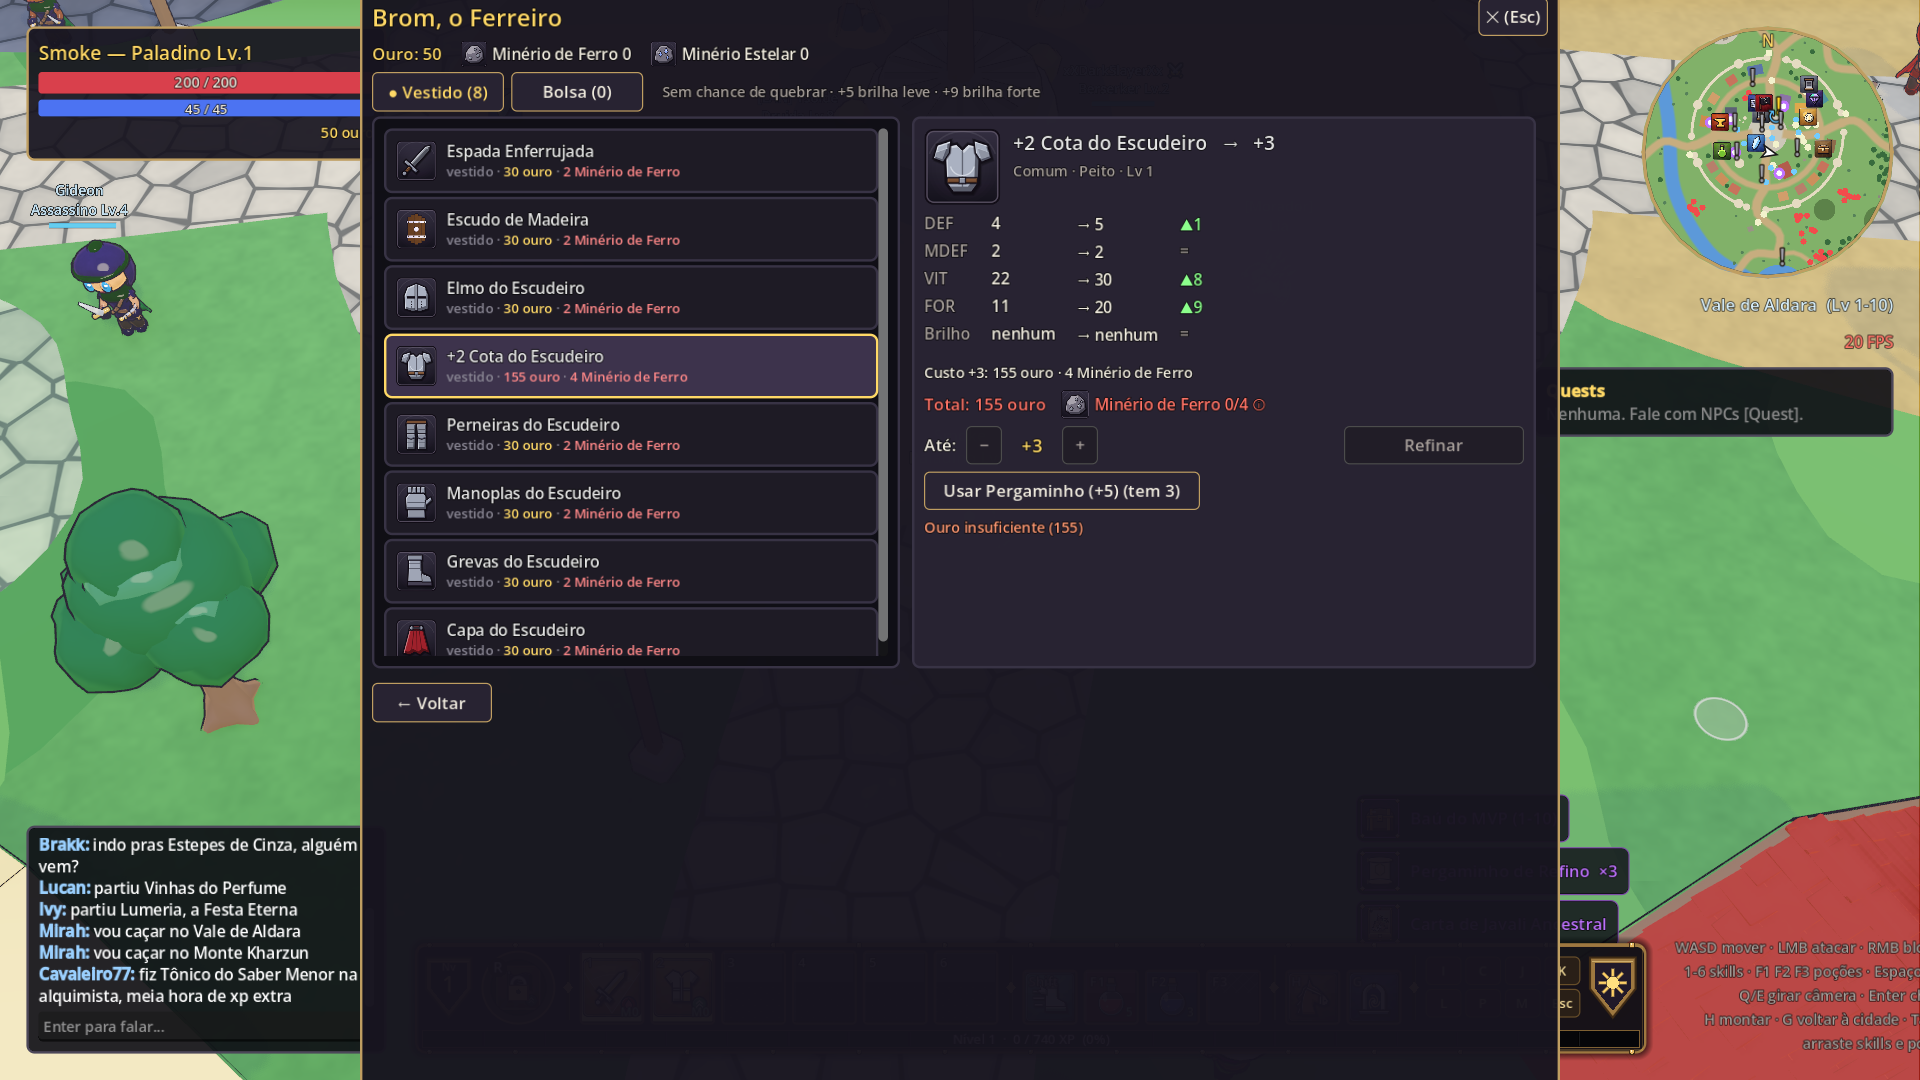 Smoke — Paladino Lv.1
200 / 200
45 / 45
50 ou
Gideon
Assassino Lv.4
Brom, o Ferreiro
(Esc)
Ouro: 50
Minério de Ferro 0
Minério Estelar 0
● Vestido (8)
Bolsa (0)
Sem chance de quebrar · +5 brilha leve · +9 brilha forte
Espada Enferrujada
vestido · 30 ouro · 2 Minério de Ferro
Escudo de Madeira
vestido · 30 ouro · 2 Minério de Ferro
Elmo do Escudeiro
vestido · 30 ouro · 2 Minério de Ferro
+2 Cota do Escudeiro
vestido · 155 ouro · 4 Minério de Ferro
Perneiras do Escudeiro
vestido · 30 ouro · 2 Minério de Ferro
Manoplas do Escudeiro
vestido · 30 ouro · 2 Minério de Ferro
Grevas do Escudeiro
vestido · 30 ouro · 2 Minério de Ferro
Capa do Escudeiro
vestido · 30 ouro · 2 Minério de Ferro
+2 Cota do Escudeiro → +3
Comum · Peito · Lv 1
DEF 4 → 5 ▲1
MDEF 2 → 2 =
VIT 22 → 30 ▲8
FOR 11 → 20 ▲9
Brilho nenhum → nenhum =
Custo +3: 155 ouro · 4 Minério de Ferro
Total: 155 ouro Minério de Ferro 0/4
Até: − +3 +
Refinar
Usar Pergaminho (+5) (tem 3)
Ouro insuficiente (155)
← Voltar
N
Vale de Aldara (Lv 1-10)
20 FPS
uests
enhuma. Fale com NPCs [Quest].
Brakk: indo pras Estepes de Cinza, alguém
vem?
Lucan: partiu Vinhas do Perfume
Ivy: partiu Lumeria, a Festa Eterna
Mirah: vou caçar no Vale de Aldara
Mirah: vou caçar no Monte Kharzun
Cavaleiro77: fiz Tônico do Saber Menor na
alquimista, meia hora de xp extra
Enter para falar...
fino ×3
estral
X
sc
WASD mover · LMB atacar · RMB blo
1-6 skills · F1 F2 F3 poções · Espaço
Q/E girar câmera · Enter c
H montar · G voltar à cidade · T
arraste skills e po